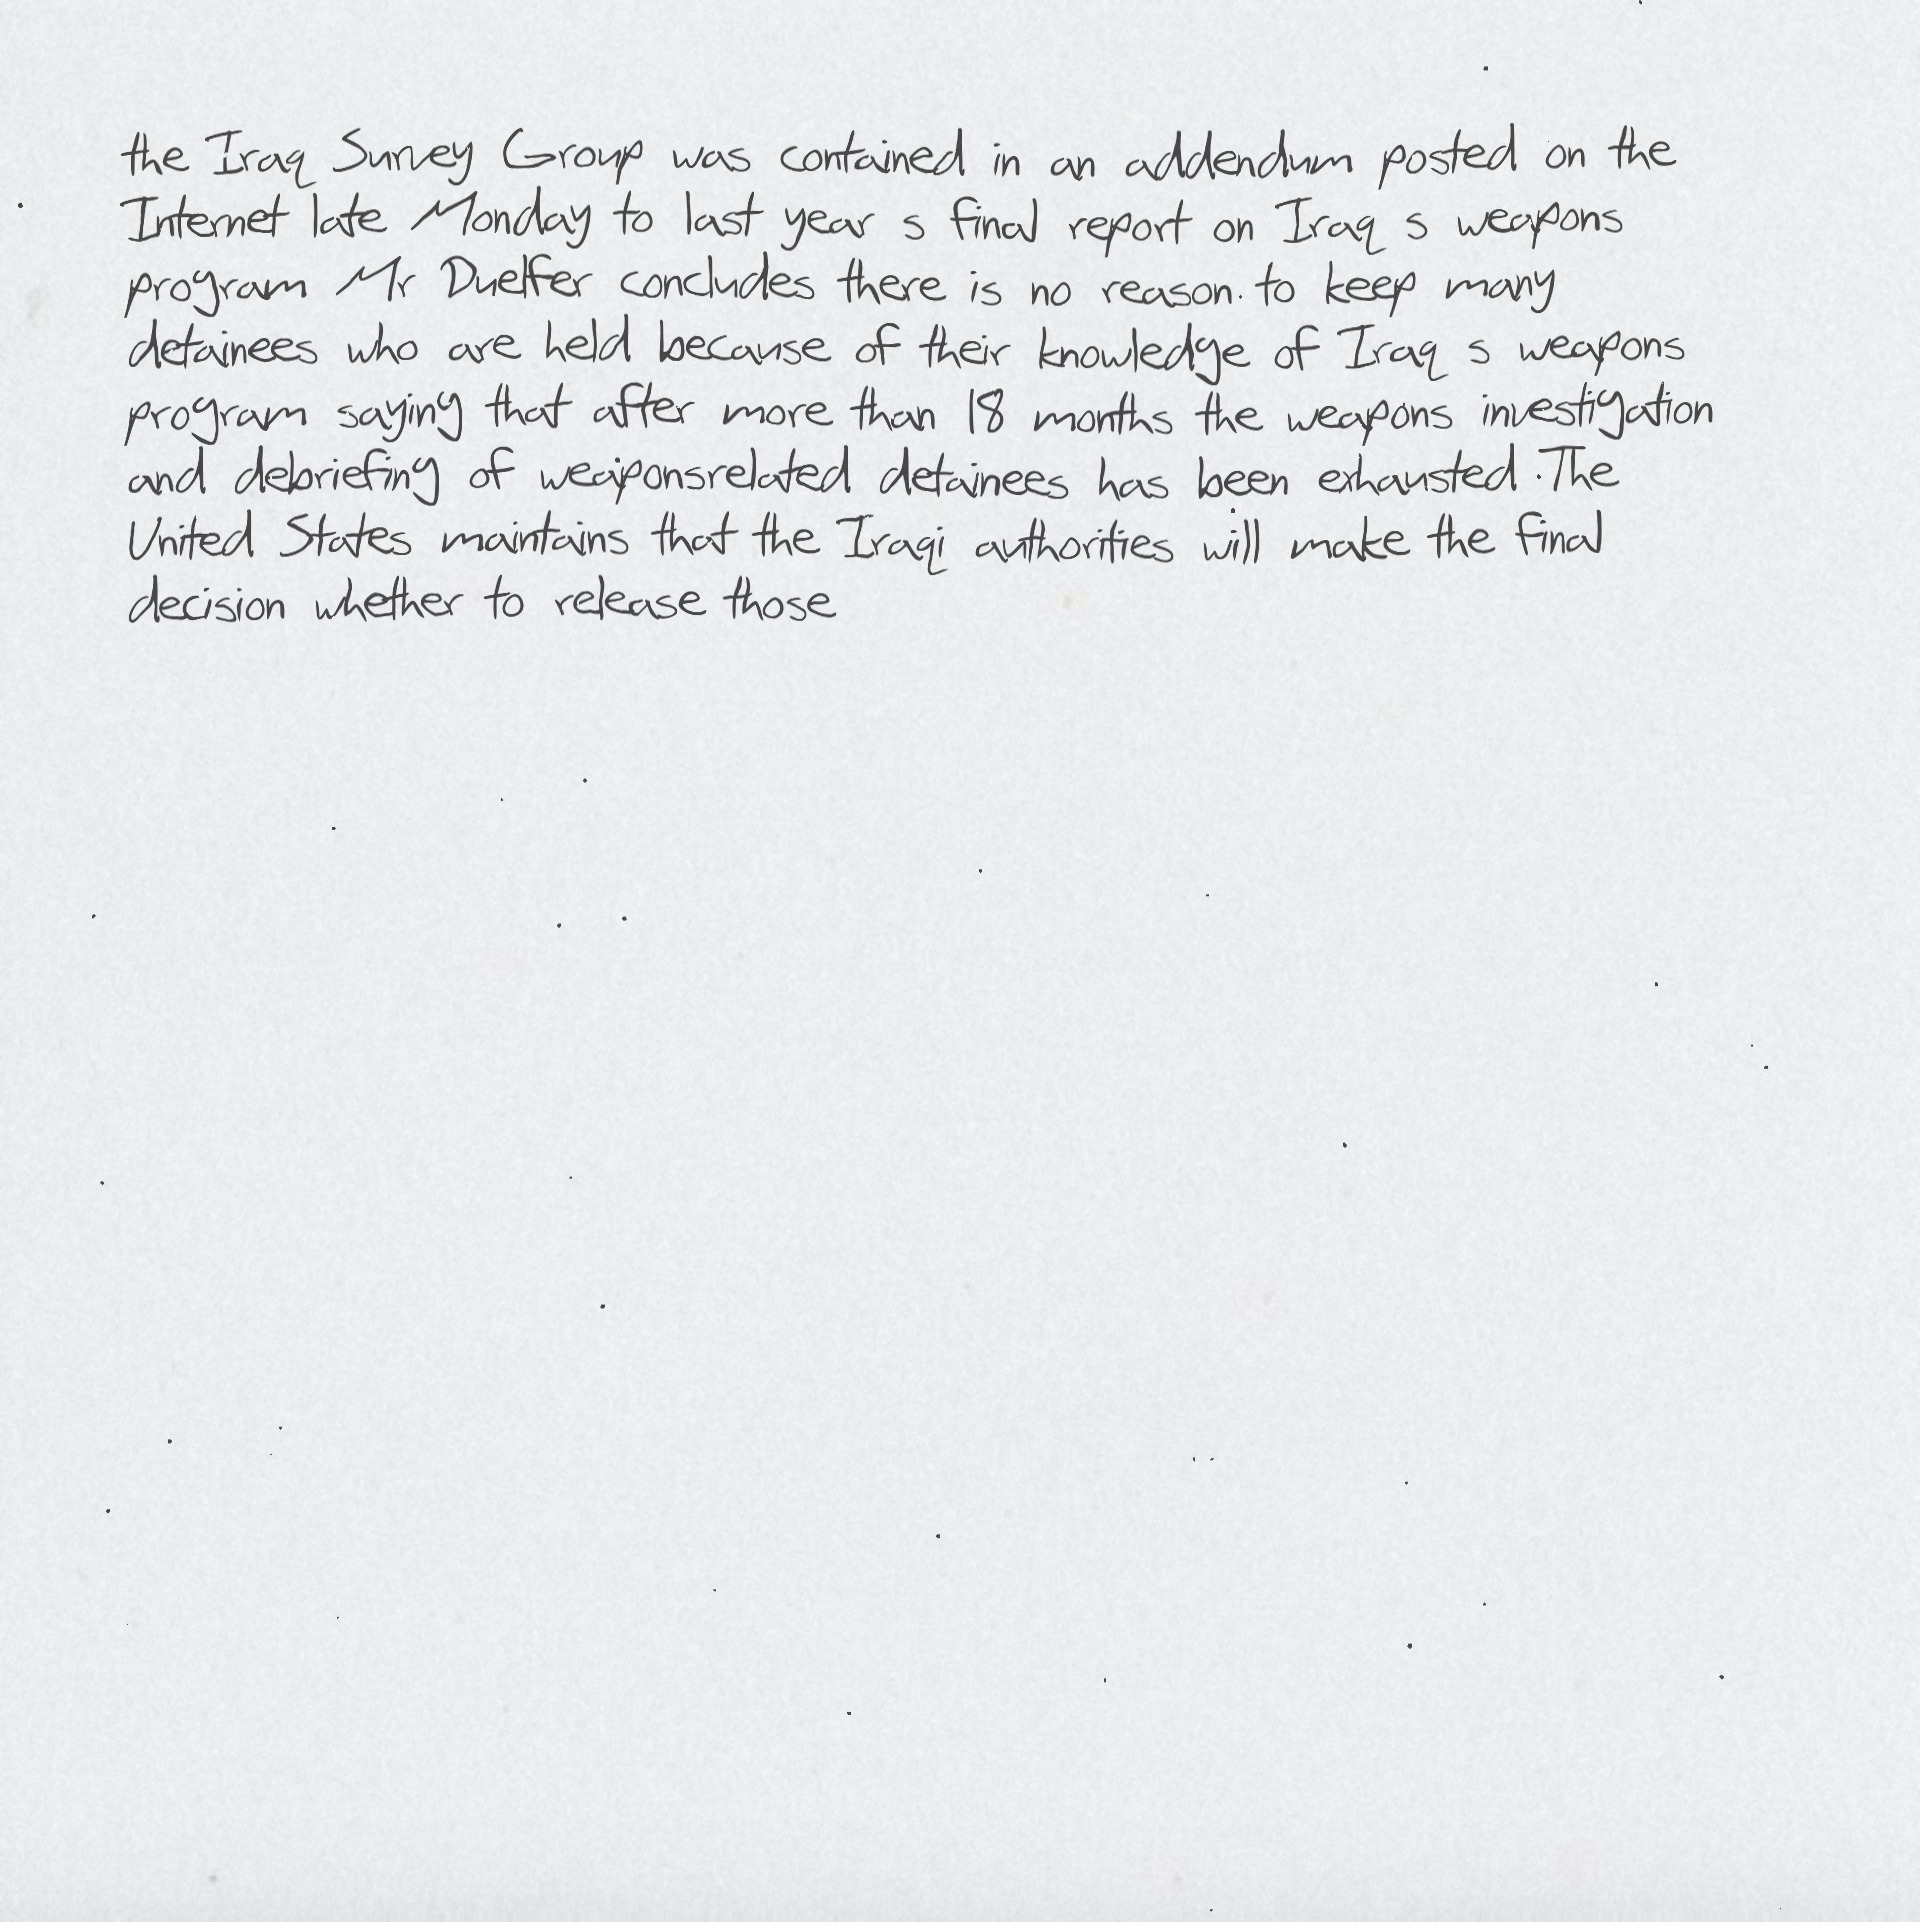 the Iraq Survey Group was contained in an addendum posted on the
Internet late Monday to last year s final report on Iraq s weapons
program Mr Duelfer concludes there is no reason to keep many
detainees who are held because of their knowledge of Iraq s weapons
program saying that after more than 18 months the weapons investigation
and debriefing of weaponsrelated detainees has been exhausted The
United States maintains that the Iraqi authorities will make the final
decision whether to release those